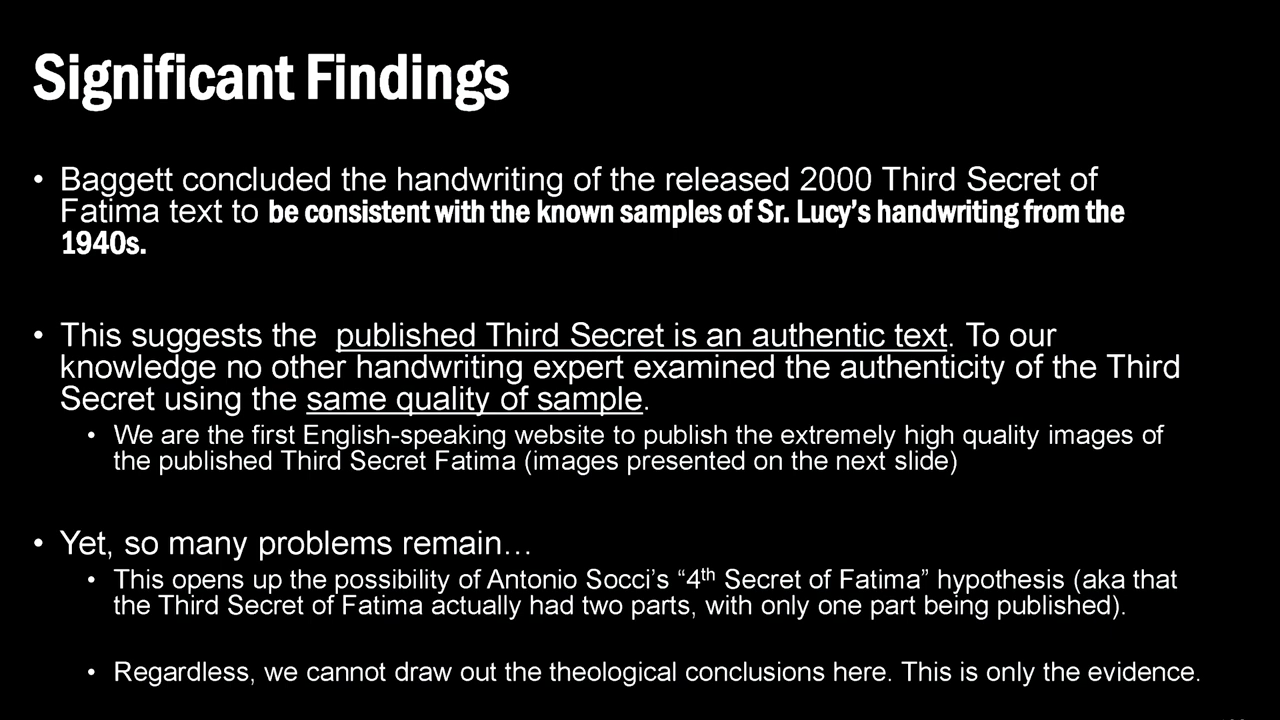 Significant Findings
• Baggett concluded the handwriting of the released 2000 Third Secret of
Fatima text to be consistent with the known samples of Sr. Lucy’s handwriting from the
1940s.
• This suggests the  published Third Secret is an authentic text. To our
knowledge no other handwriting expert examined the authenticity of the Third
Secret using the same quality of sample.
• We are the first English-speaking website to publish the extremely high quality images of
the published Third Secret Fatima (images presented on the next slide)
• Yet, so many problems remain…
• This opens up the possibility of Antonio Socci’s “4th Secret of Fatima” hypothesis (aka that
the Third Secret of Fatima actually had two parts, with only one part being published).
• Regardless, we cannot draw out the theological conclusions here. This is only the evidence.